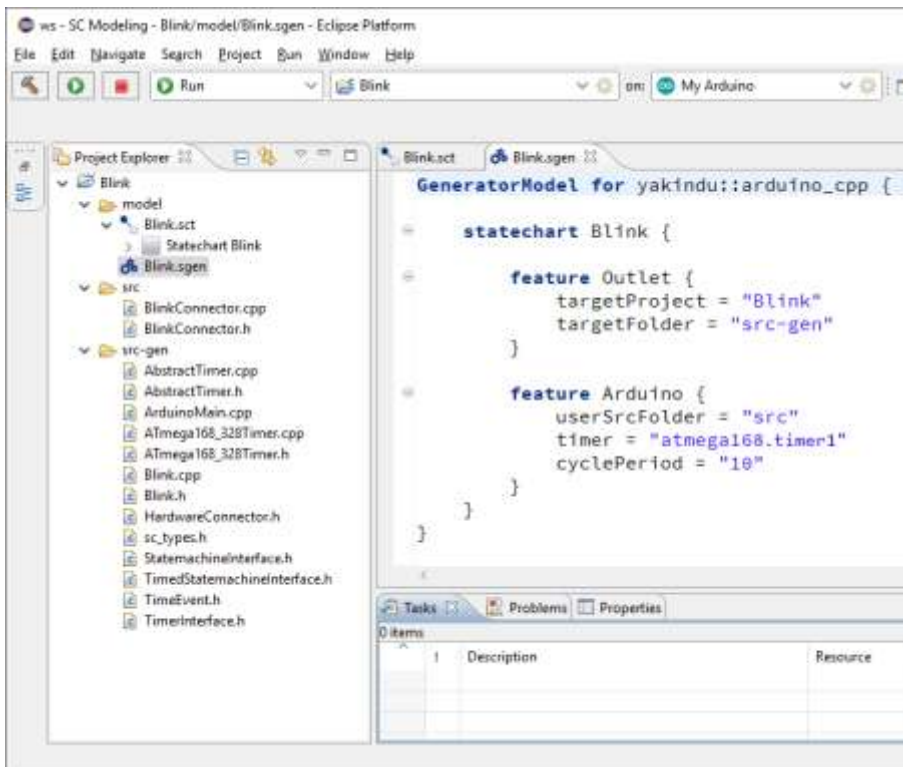 ws - SC Modeling - Blink/model/Blink.sgen - Eclipse Platform
File Edit Navigate Search Project Run Window Help
Run Blink on: My Arduino
Project Explorer
Blink
model
Blink.sct
Statechart Blink
Blink.sgen
src
BlinkConnector.cpp
BlinkConnector.h
src-gen
AbstractTimer.cpp
AbstractTimer.h
ArduinoMain.cpp
ATmega168_328Timer.cpp
ATmega168_328Timer.h
Blink.cpp
Blink.h
HardwareConnector.h
sc_types.h
StatemachineInterface.h
TimedStatemachineInterface.h
TimeEvent.h
TimerInterface.h
Blink.sct Blink.sgen
GeneratorModel for yakindu::arduino_cpp {
statechart Blink {
feature Outlet {
targetProject = "Blink"
targetFolder = "src-gen"
}
feature Arduino {
userSrcFolder = "src"
timer = "atmega168.timer1"
cyclePeriod = "10"
}
}
}
Tasks Problems Properties
0 items
! Description Resource